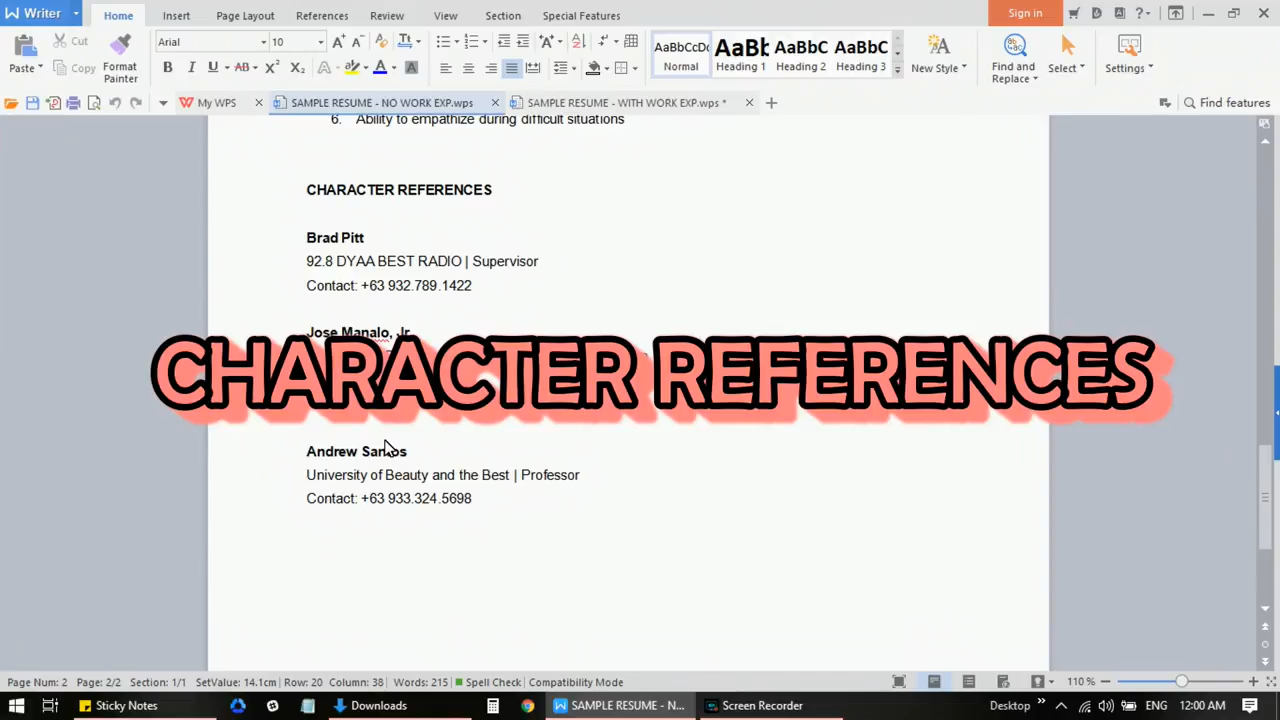 Writer
Home Insert Page Layout References Review View Section Special Features
Sign in
Paste Cut Copy Format Painter
Arial 10
AaBbCcDc Normal
AaBb Heading 1
AaBbC Heading 2
AaBbC Heading 3
New Style
Find and Replace
Select
Settings
My WPS
SAMPLE RESUME - NO WORK EXP.wps
SAMPLE RESUME - WITH WORK EXP.wps *
Find features
6. Ability to empathize during difficult situations
CHARACTER REFERENCES
Brad Pitt
92.8 DYAA BEST RADIO | Supervisor
Contact: +63 932.789.1422
Jose Manalo, Jr.
CHARACTER REFERENCES
Andrew Santos
University of Beauty and the Best | Professor
Contact: +63 933.324.5698
Page Num: 2 Page: 2/2 Section: 1/1 SetValue: 14.1cm Row: 20 Column: 38 Words: 215 Spell Check Compatibility Mode
110 %
Sticky Notes
Downloads
SAMPLE RESUME - N...
Screen Recorder
Desktop
ENG
12:00 AM